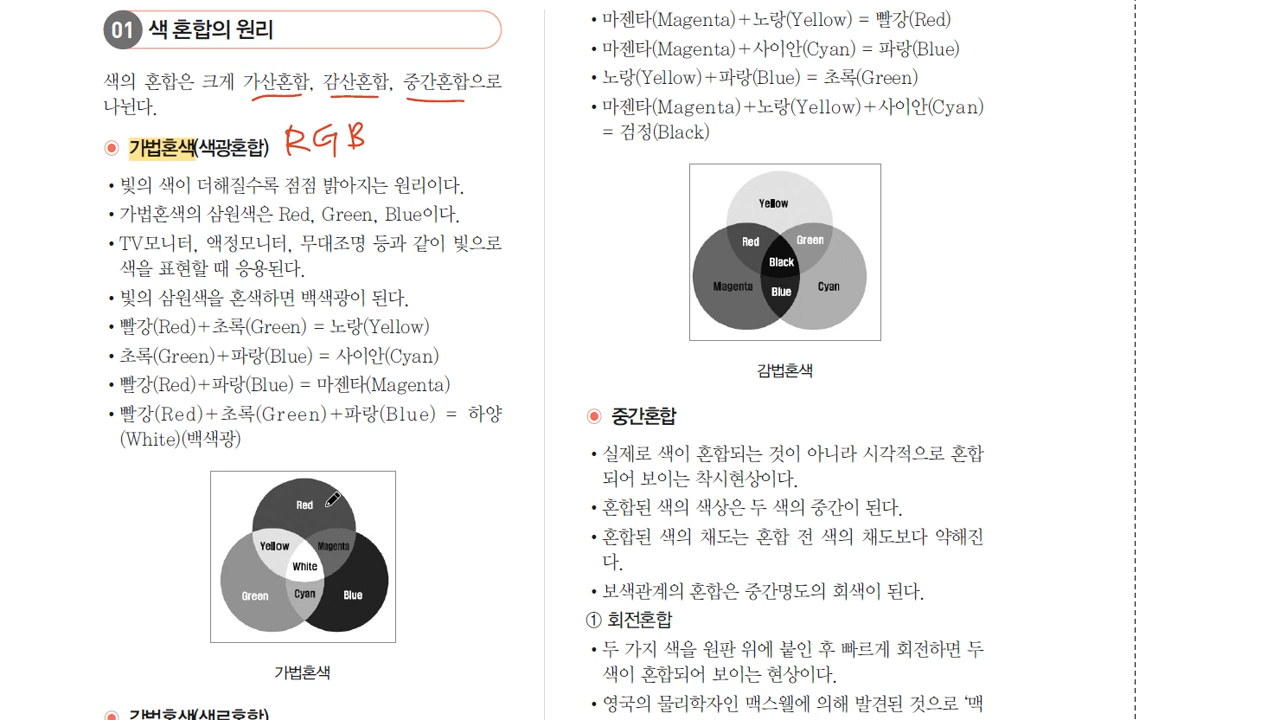 01 색 혼합의 원리
색의 혼합은 크게 가산혼합, 감산혼합, 중간혼합으로
나뉜다.
가법혼색(색광혼합) RGB
• 빛의 색이 더해질수록 점점 밝아지는 원리이다.
• 가법혼색의 삼원색은 Red, Green, Blue이다.
• TV모니터, 액정모니터, 무대조명 등과 같이 빛으로
색을 표현할 때 응용된다.
• 빛의 삼원색을 혼색하면 백색광이 된다.
• 빨강(Red)+초록(Green) = 노랑(Yellow)
• 초록(Green)+파랑(Blue) = 사이안(Cyan)
• 빨강(Red)+파랑(Blue) = 마젠타(Magenta)
• 빨강(Red)+초록(Green)+파랑(Blue) = 하양
(White)(백색광)
Red
Yellow
Magenta
White
Green
Cyan
Blue
가법혼색
감법혼색(색료혼합)
• 마젠타(Magenta)+노랑(Yellow) = 빨강(Red)
• 마젠타(Magenta)+사이안(Cyan) = 파랑(Blue)
• 노랑(Yellow)+파랑(Blue) = 초록(Green)
• 마젠타(Magenta)+노랑(Yellow)+사이안(Cyan)
= 검정(Black)
Yellow
Red
Green
Black
Magenta
Blue
Cyan
감법혼색
중간혼합
• 실제로 색이 혼합되는 것이 아니라 시각적으로 혼합
되어 보이는 착시현상이다.
• 혼합된 색의 색상은 두 색의 중간이 된다.
• 혼합된 색의 채도는 혼합 전 색의 채도보다 약해진
다.
• 보색관계의 혼합은 중간명도의 회색이 된다.
① 회전혼합
• 두 가지 색을 원판 위에 붙인 후 빠르게 회전하면 두
색이 혼합되어 보이는 현상이다.
• 영국의 물리학자인 맥스웰에 의해 발견된 것으로 ‘맥